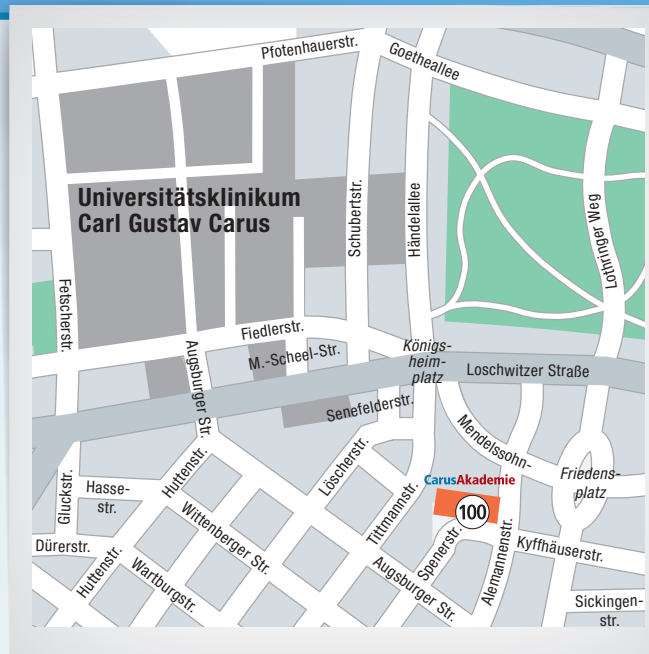 Pfotenhauerstr.
Goetheallee
Universitätsklinikum
Carl Gustav Carus
Schubertstr.
Händelallee
Lothringer Weg
Fetscherstr.
Fiedlerstr.
M.-Scheel-Str.
Augsburger Str.
Königs-
heim-
platz
Loschwitzer Straße
Senefelderstr.
Mendelssohn-
Löscherstr.
Huttenstr.
Gluckstr.
Hasse-
str.
CarusAkademie
100
Friedens-
platz
Wittenberger Str.
Tittmannstr.
Dürerstr.
Huttenstr.
Wartburgstr.
Augsburger Str.
Spenerstr.
Alemannenstr.
Kyffhäuserstr.
Sickingen-
str.